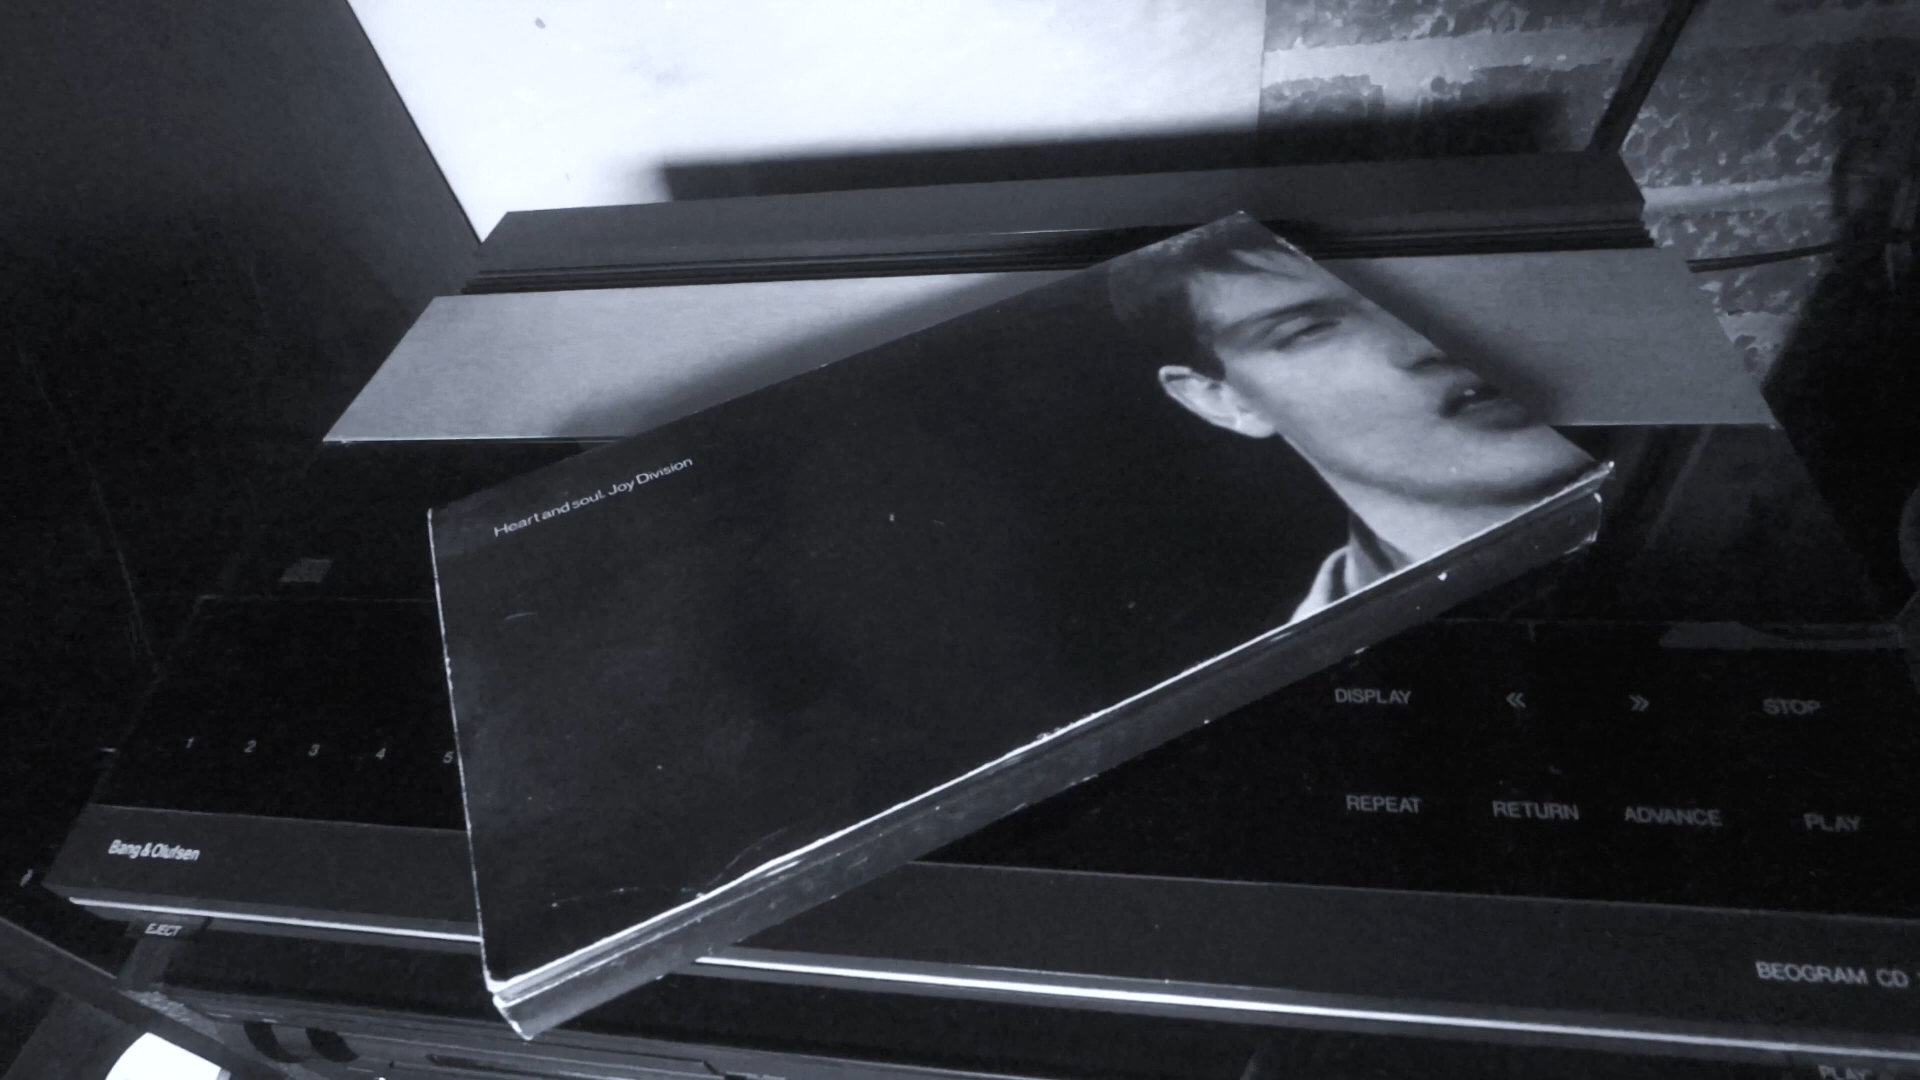 Heart and soul. Joy Division
DISPLAY « » STOP
1 2 3 4 5
REPEAT RETURN ADVANCE PLAY
Bang & Olufsen
EJECT
BEOGRAM CD
PLAY